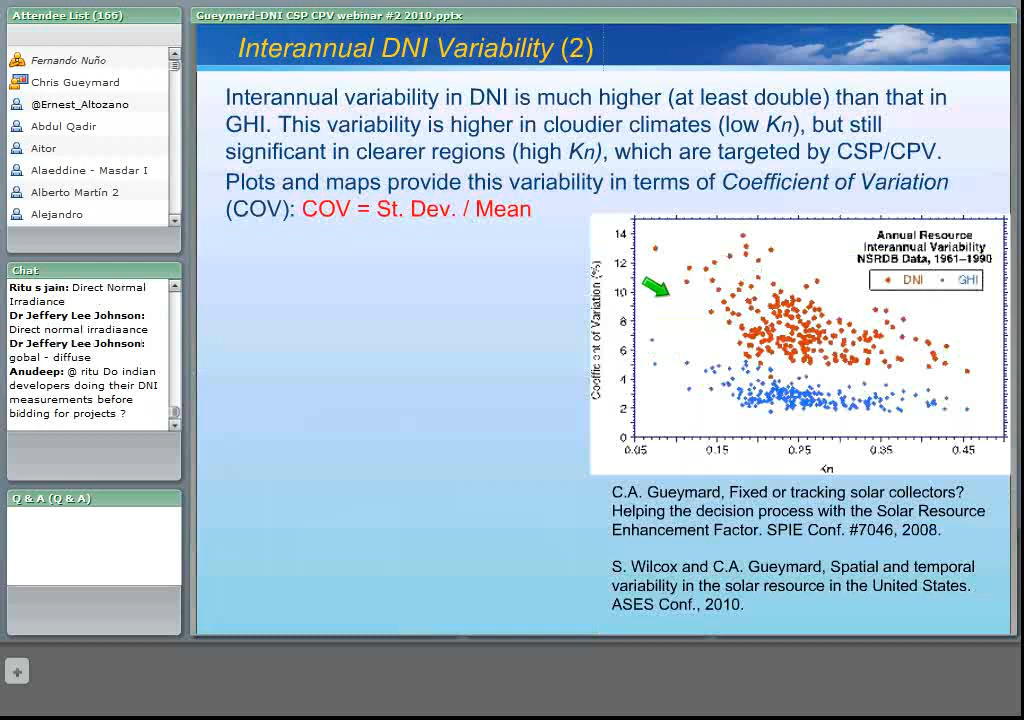 Attendee List (166)
Fernando Nuño
Chris Gueymard
@Ernest_Altozano
Abdul Qadir
Aitor
Alaeddine - Masdar I
Alberto Martín 2
Alejandro
Chat
Ritu s jain: Direct Normal
Irradiance
Dr Jeffery Lee Johnson:
Direct normal irradiaance
Dr Jeffery Lee Johnson:
gobal - diffuse
Anudeep: @ ritu Do indian
developers doing their DNI
measurements before
bidding for projects ?
Q & A (Q & A)
Gueymard-DNI CSP CPV webinar #2 2010.pptx
Interannual DNI Variability (2)
Interannual variability in DNI is much higher (at least double) than that in
GHI. This variability is higher in cloudier climates (low Kn), but still
significant in clearer regions (high Kn), which are targeted by CSP/CPV.
Plots and maps provide this variability in terms of Coefficient of Variation
(COV): COV = St. Dev. / Mean
Annual Resource
Interannual Variability
NSRDB Data, 1961-1990
DNI GHI
Coefficient of Variation (%)
14
12
10
8
6
4
2
0
0.05 0.15 0.25 0.35 0.45
Kn
C.A. Gueymard, Fixed or tracking solar collectors?
Helping the decision process with the Solar Resource
Enhancement Factor. SPIE Conf. #7046, 2008.
S. Wilcox and C.A. Gueymard, Spatial and temporal
variability in the solar resource in the United States.
ASES Conf., 2010.